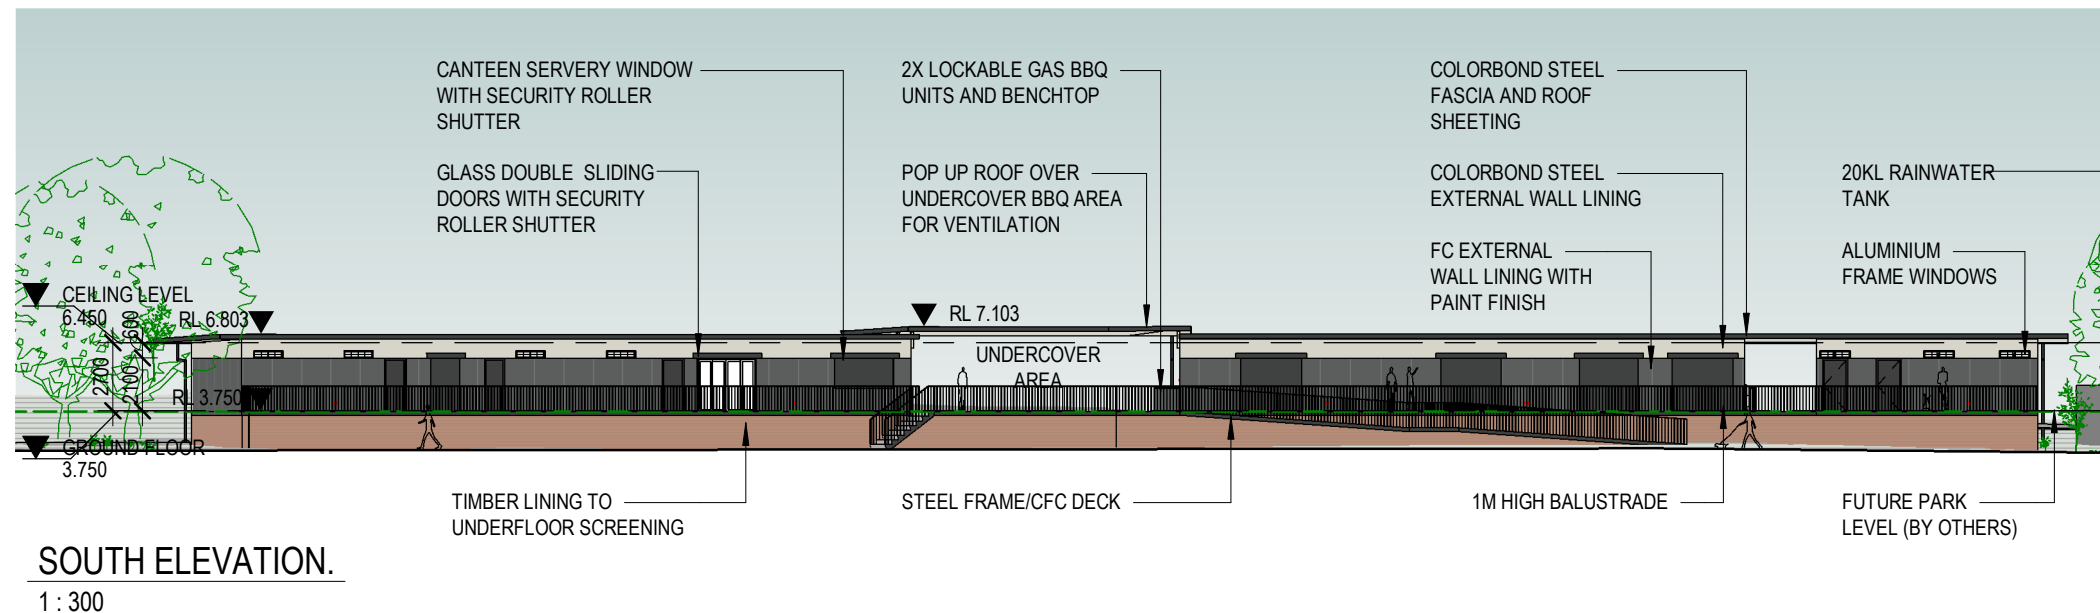 CANTEEN SERVERY WINDOW
WITH SECURITY ROLLER
SHUTTER
2X LOCKABLE GAS BBQ
UNITS AND BENCHTOP
COLORBOND STEEL
FASCIA AND ROOF
SHEETING
GLASS DOUBLE SLIDING
DOORS WITH SECURITY
ROLLER SHUTTER
POP UP ROOF OVER
UNDERCOVER BBQ AREA
FOR VENTILATION
COLORBOND STEEL
EXTERNAL WALL LINING
20KL RAINWATER
TANK
FC EXTERNAL
WALL LINING WITH
PAINT FINISH
ALUMINIUM
FRAME WINDOWS
CEILING LEVEL
6.450
RL 6.803
RL 7.103
600
2700
2100
UNDERCOVER
AREA
RL 3.750
GROUND FLOOR
3.750
TIMBER LINING TO
UNDERFLOOR SCREENING
STEEL FRAME/CFC DECK
1M HIGH BALUSTRADE
FUTURE PARK
LEVEL (BY OTHERS)
SOUTH ELEVATION.
1 : 300